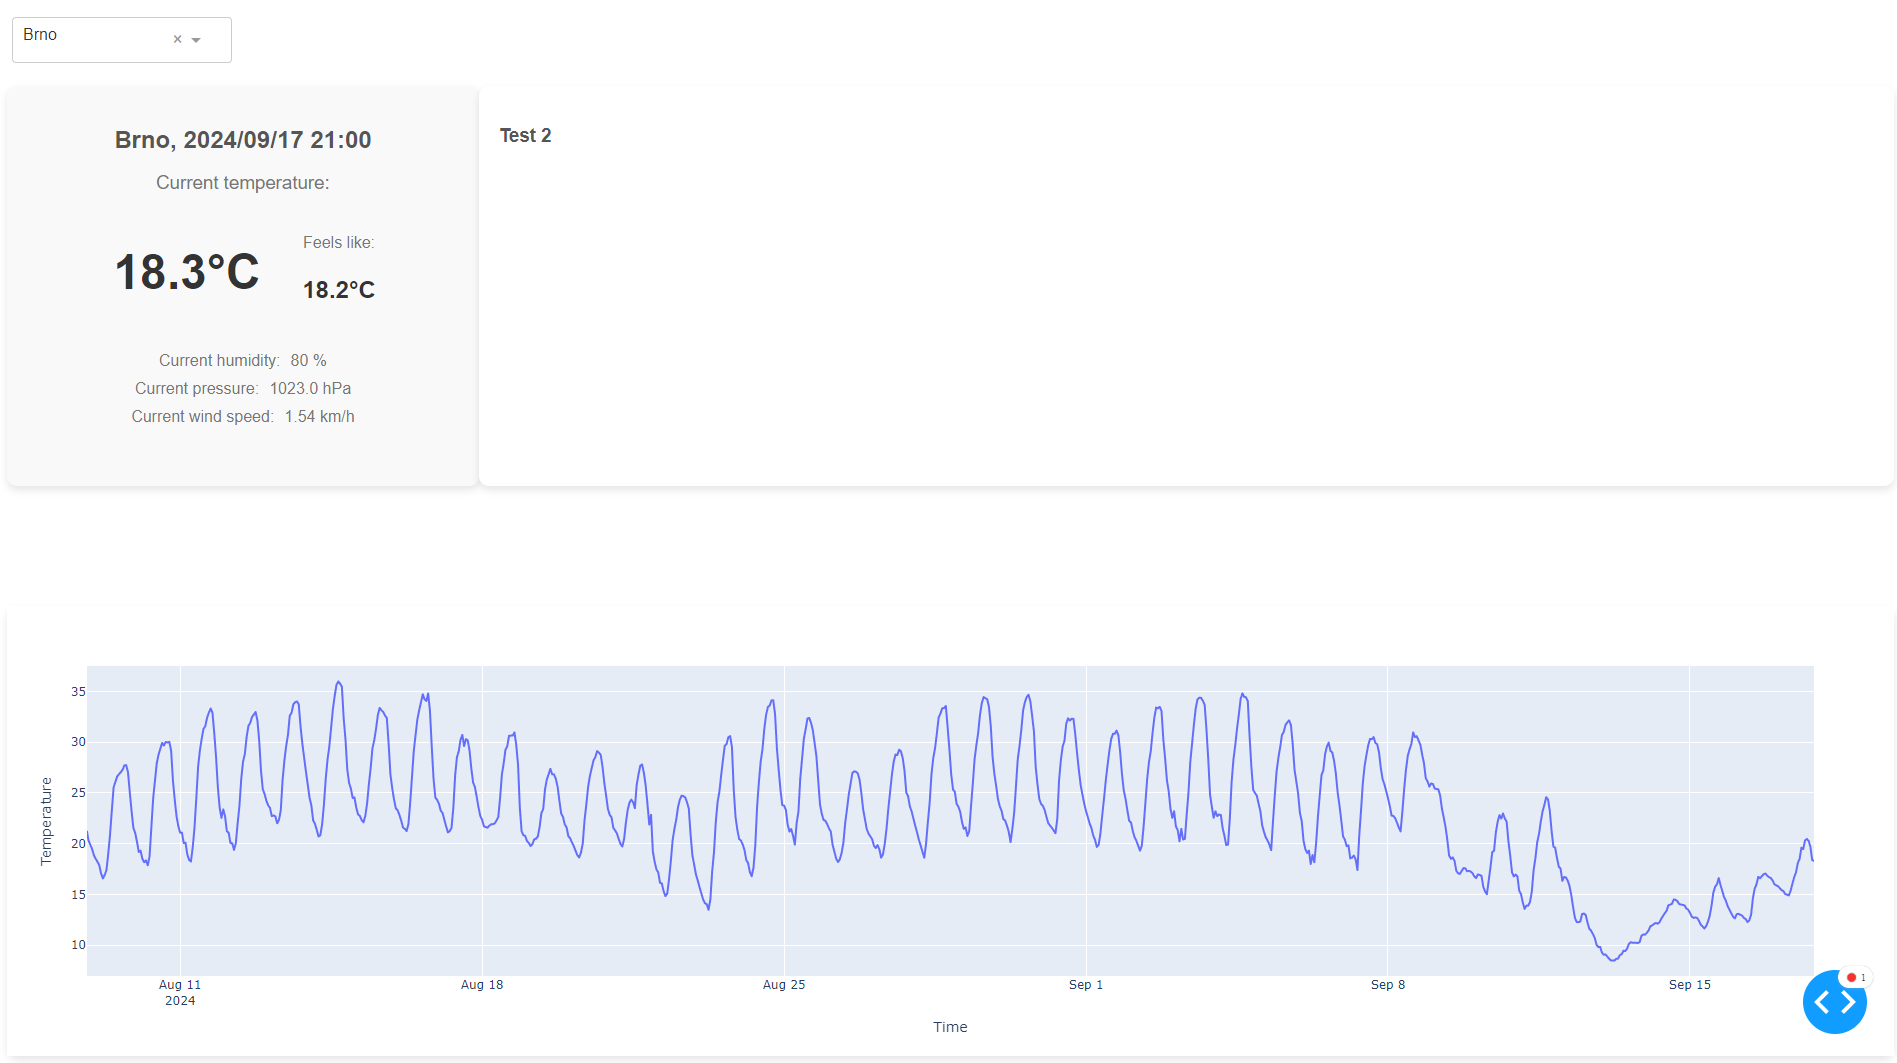 Brno × 
Brno, 2024/09/17 21:00
Current temperature:
18.3°C
Feels like:
18.2°C
Current humidity: 80 %
Current pressure: 1023.0 hPa
Current wind speed: 1.54 km/h
Test 2
Temperature
35
30
25
20
15
10
Aug 11
2024
Aug 18
Aug 25
Sep 1
Sep 8
Sep 15
Time
1